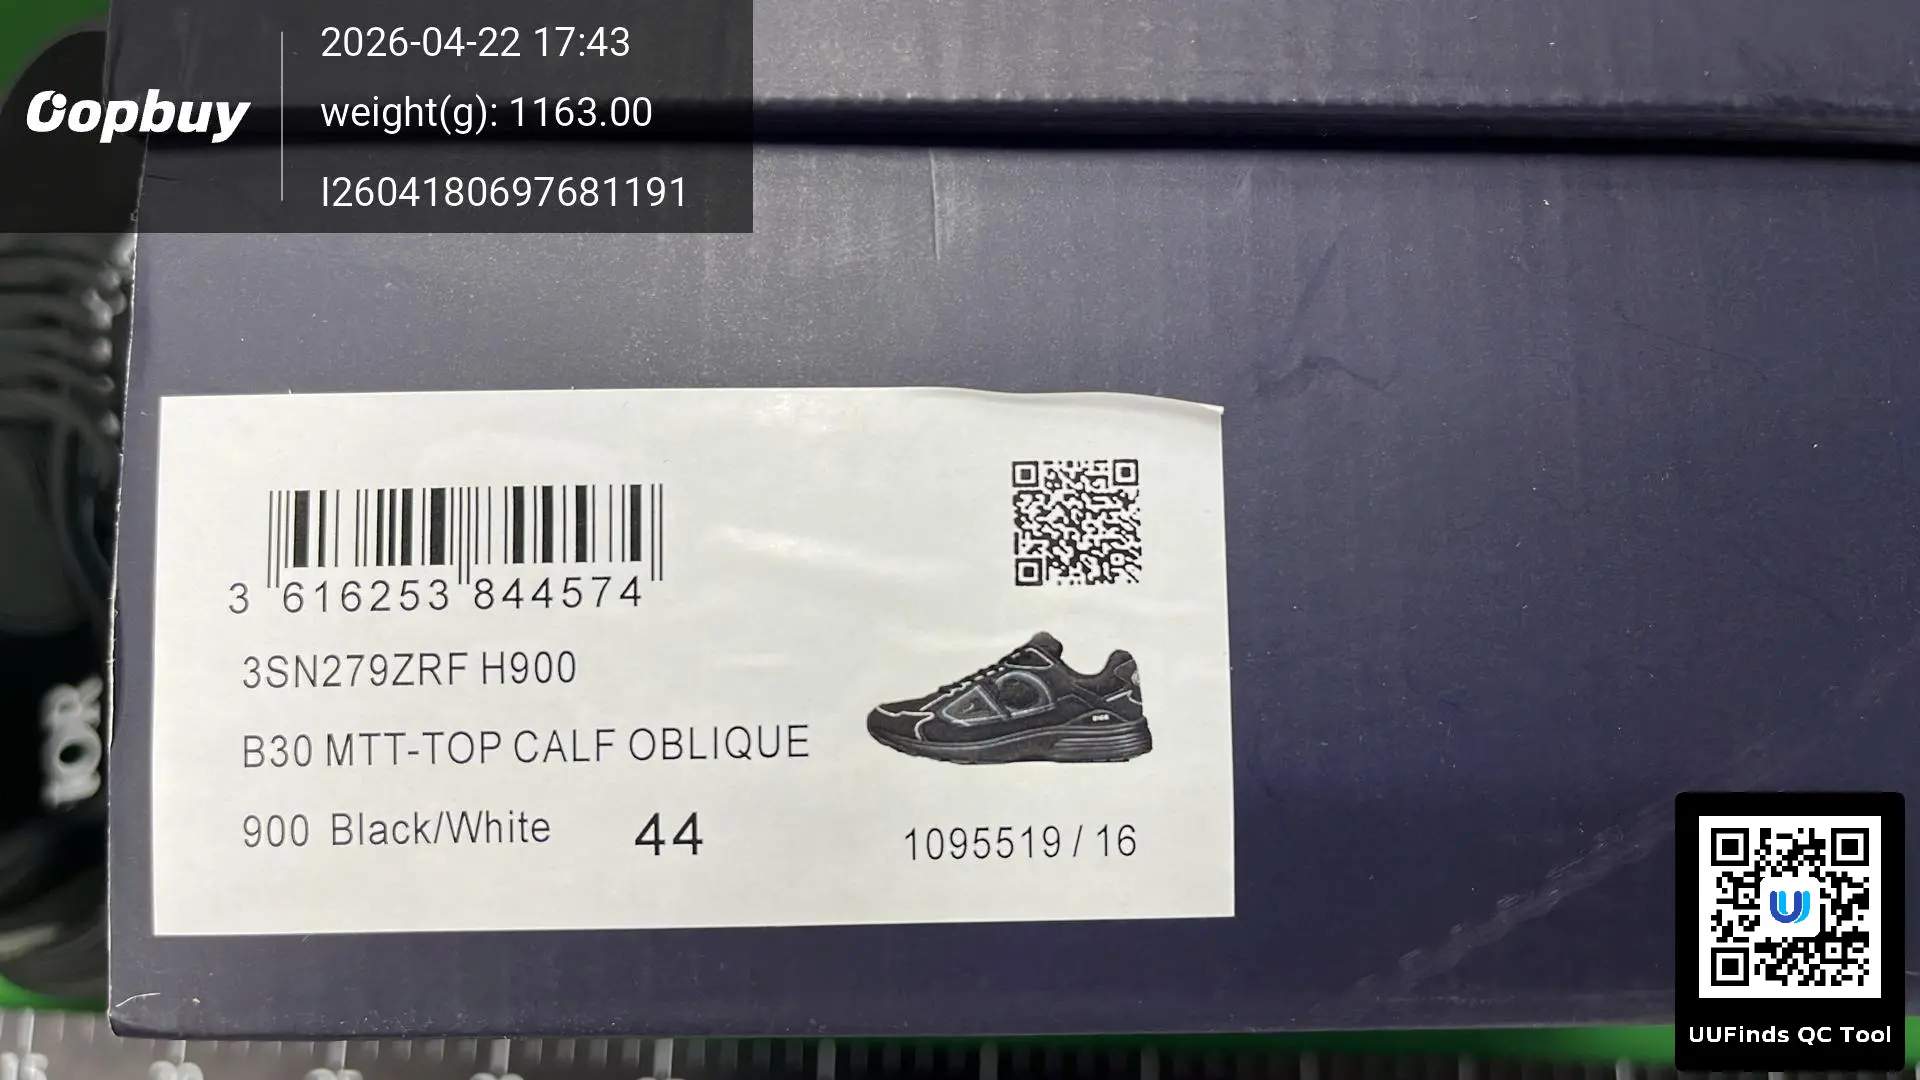 Oopbuy
2026-04-22 17:43
weight(g): 1163.00
I2604180697681191
3 616253 844574
3SN279ZRF H900
B30 MTT-TOP CALF OBLIQUE
900 Black/White 44
1095519 / 16
IOR
UUFinds QC Tool